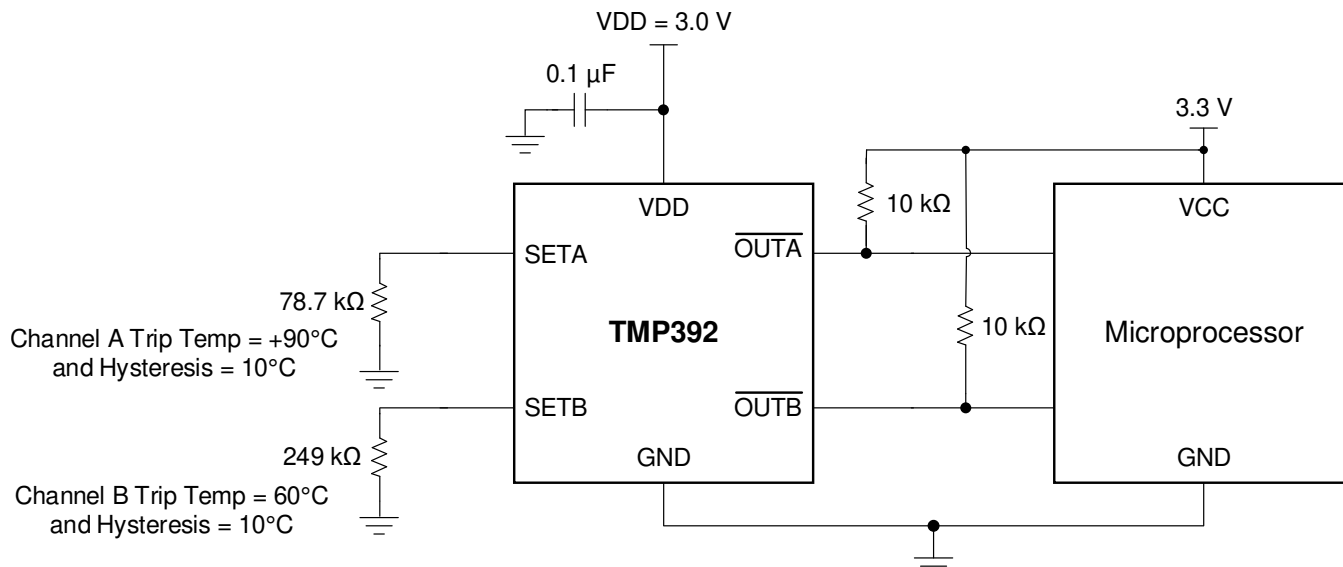 VDD = 3.0 V
0.1 µF
3.3 V
VDD
10 kΩ
VCC
SETA
OUTA
78.7 kΩ
Channel A Trip Temp = +90°C
and Hysteresis = 10°C
TMP392
10 kΩ
Microprocessor
SETB
OUTB
249 kΩ
GND
GND
Channel B Trip Temp = 60°C
and Hysteresis = 10°C